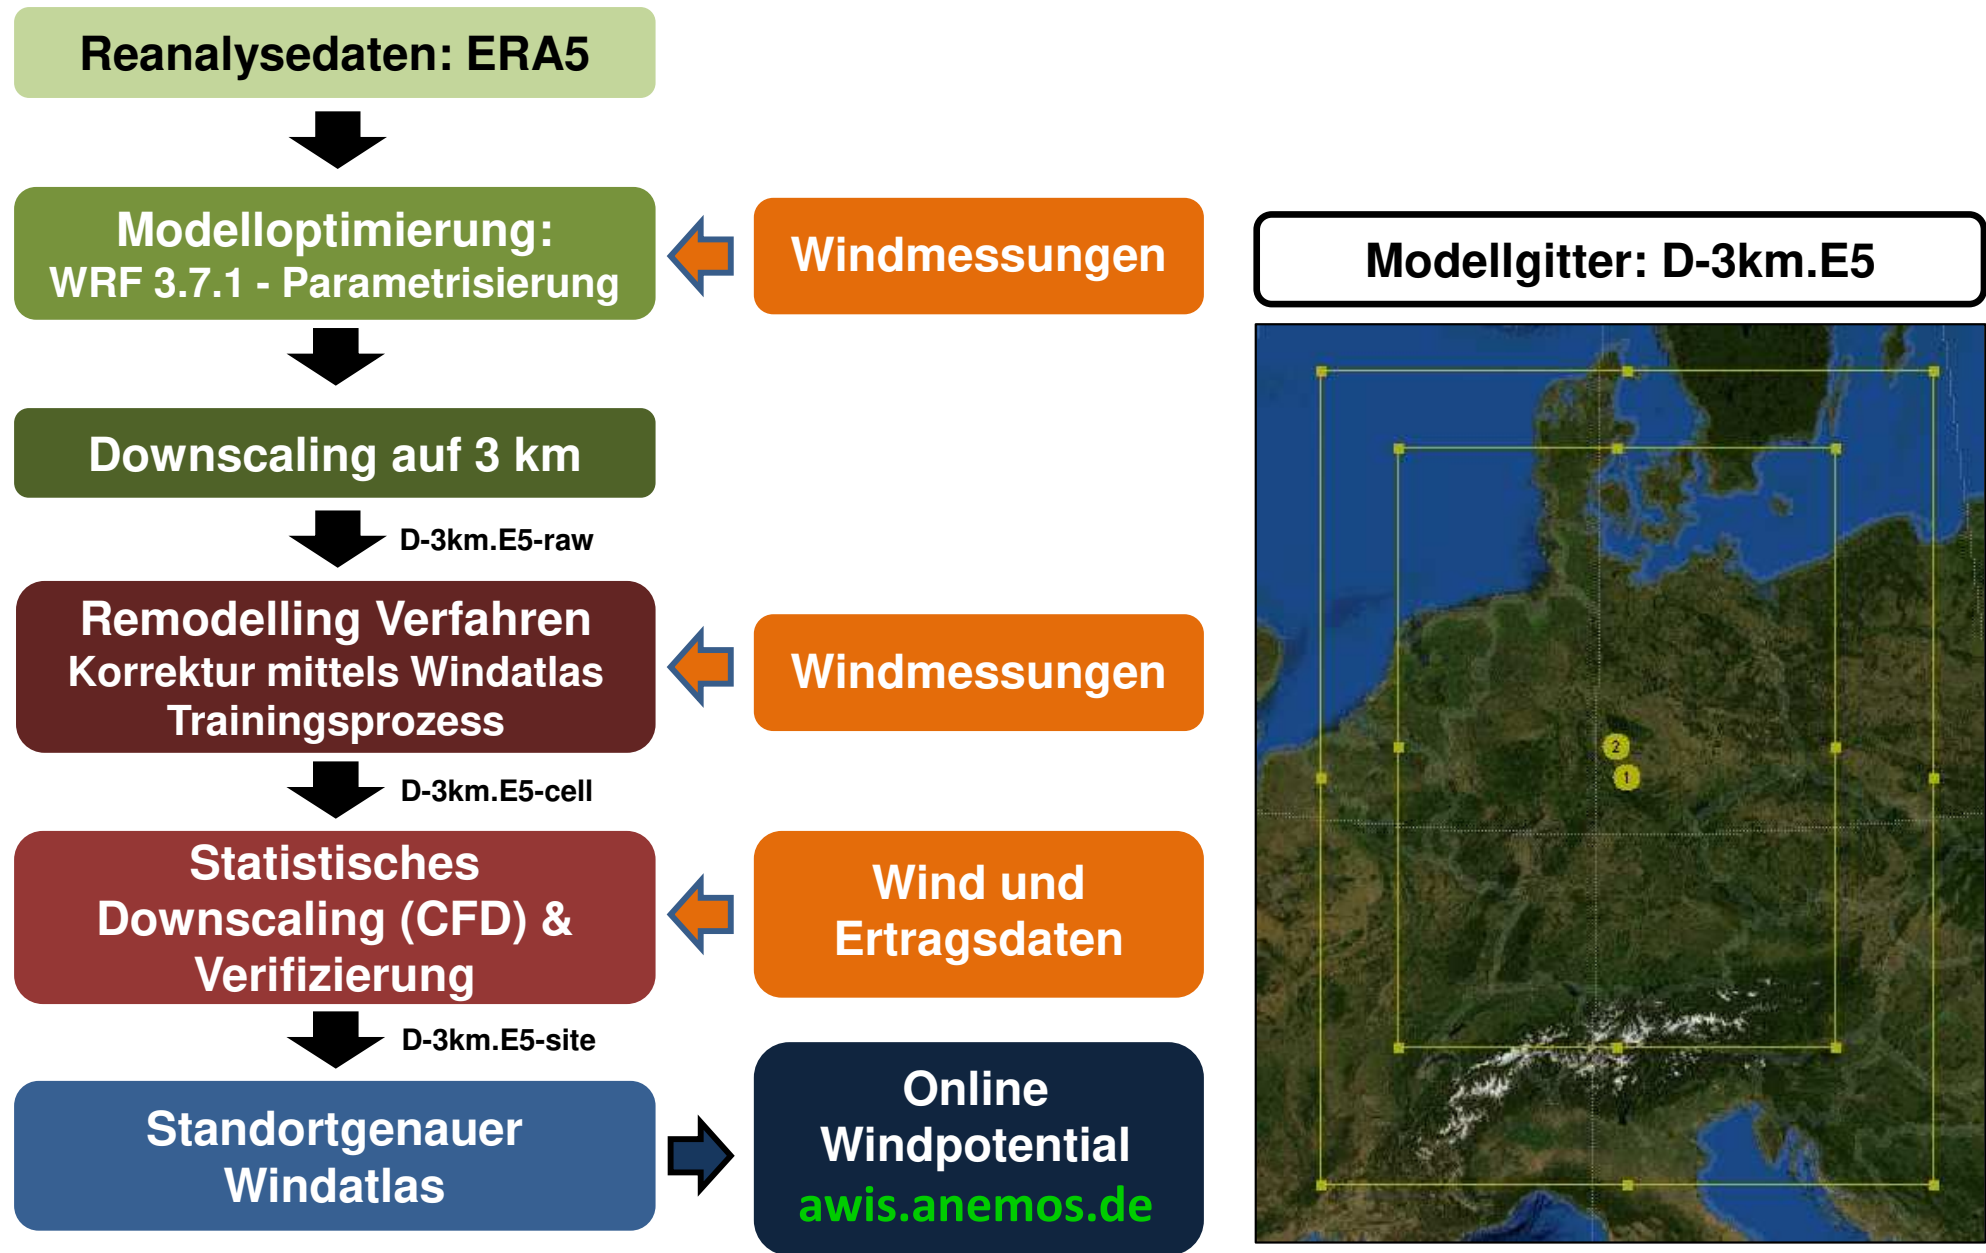 Reanalysedaten: ERA5
Modelloptimierung:
WRF 3.7.1 - Parametrisierung
Windmessungen
Downscaling auf 3 km
D-3km.E5-raw
Remodelling Verfahren
Korrektur mittels Windatlas
Trainingsprozess
Windmessungen
D-3km.E5-cell
Statistisches
Downscaling (CFD) &
Verifizierung
Wind und
Ertragsdaten
D-3km.E5-site
Standortgenauer
Windatlas
Online
Windpotential
awis.anemos.de
Modellgitter: D-3km.E5
2
1